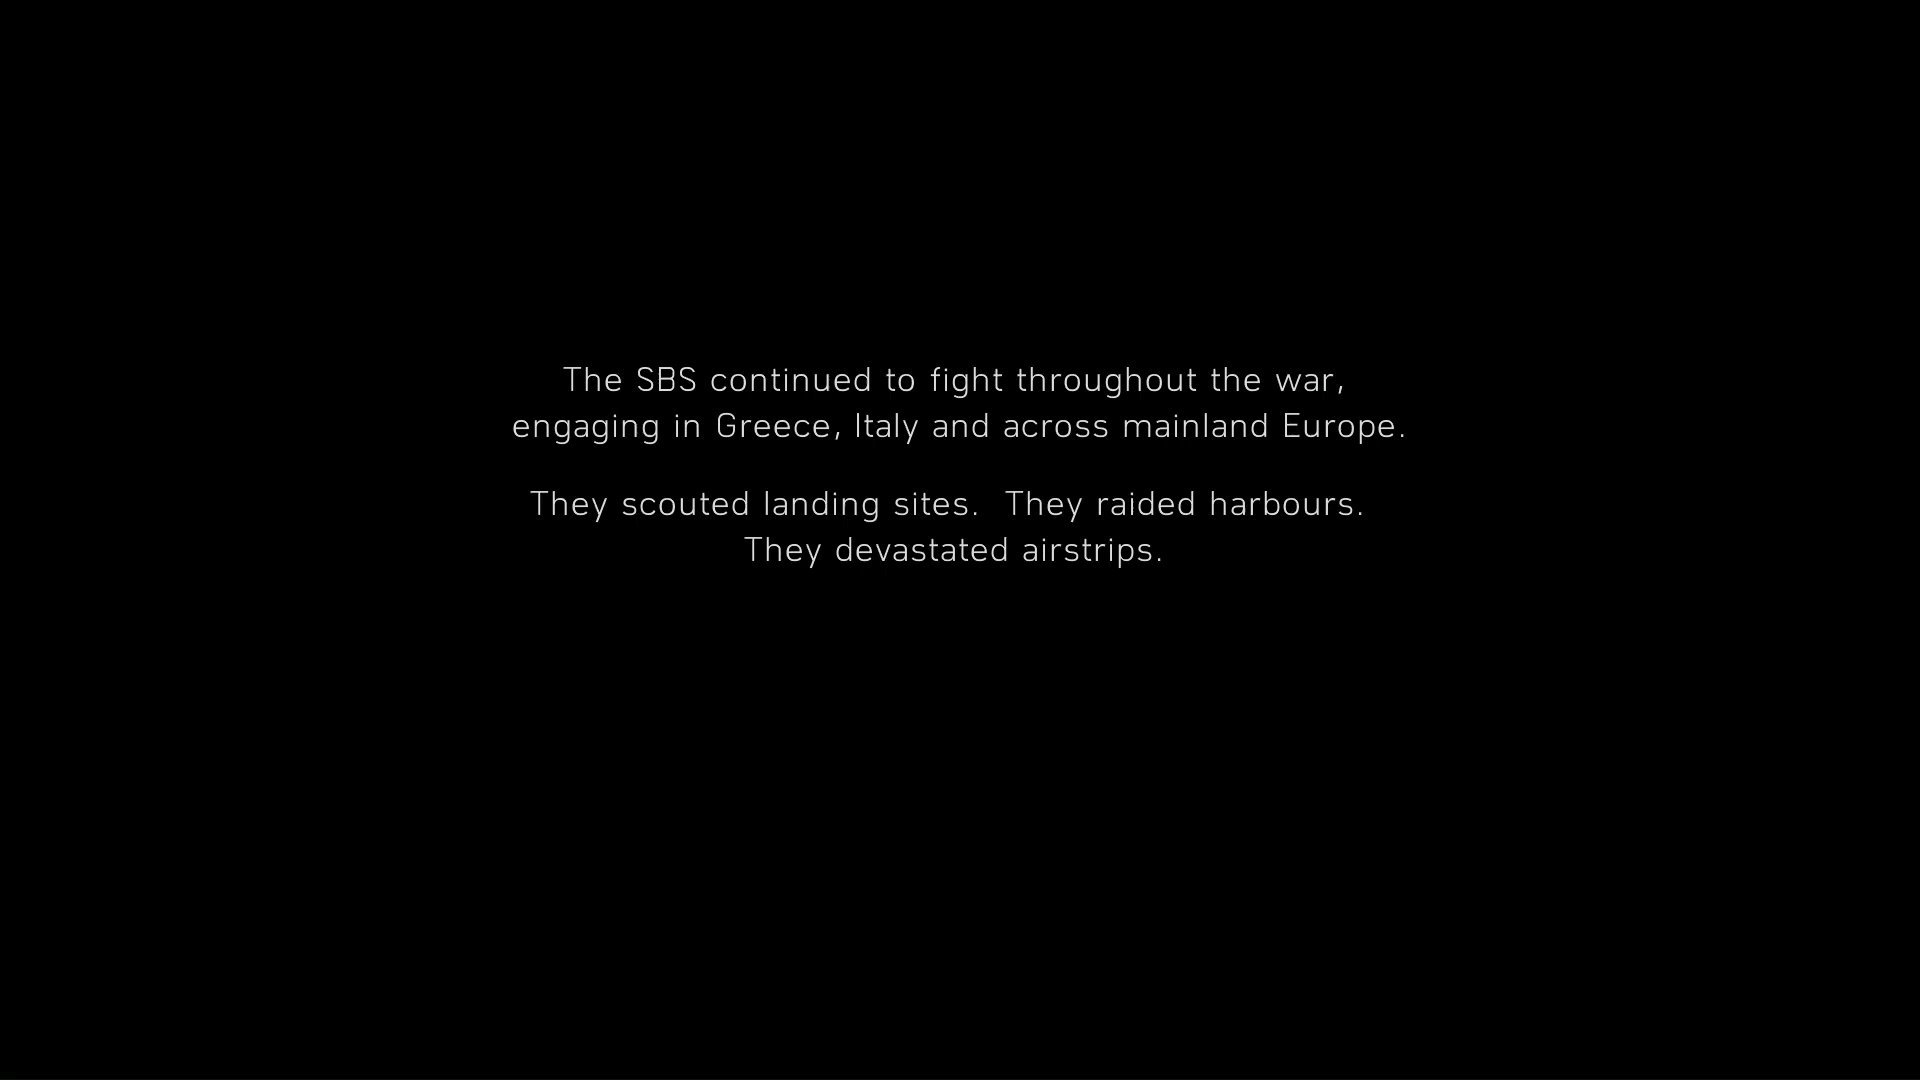 The SBS continued to fight throughout the war,
engaging in Greece, Italy and across mainland Europe.
They scouted landing sites.  They raided harbours.
They devastated airstrips.